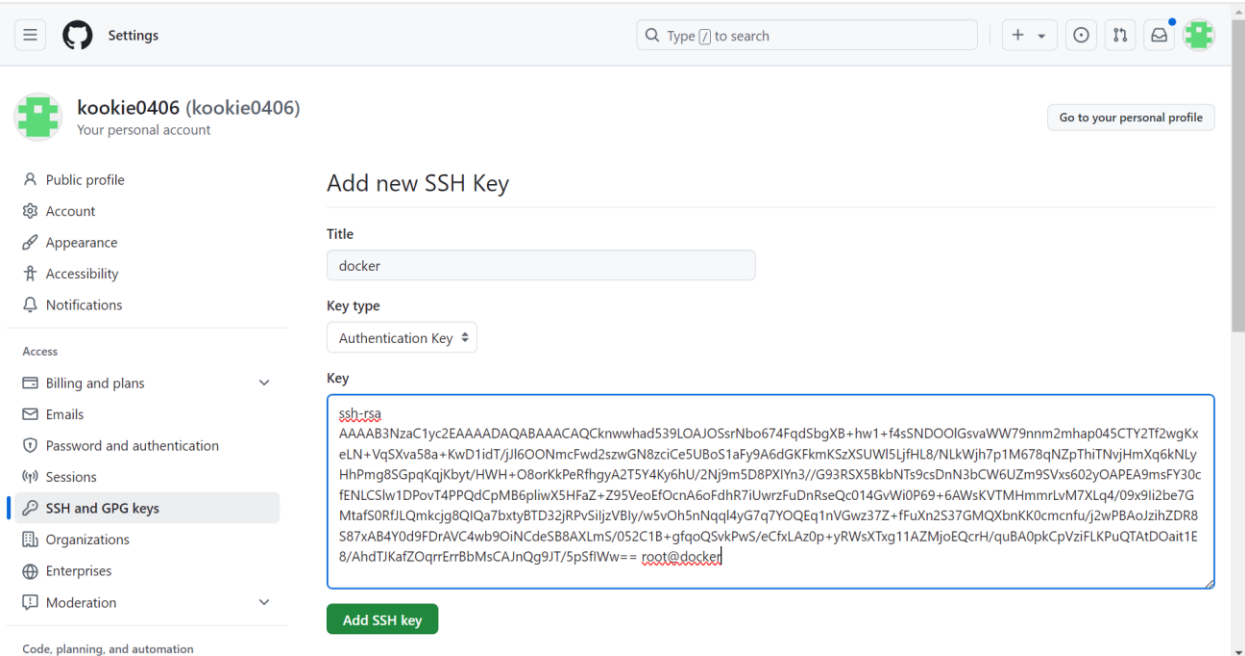 Settings
Type / to search
kookie0406 (kookie0406)
Your personal account
Go to your personal profile
Public profile
Account
Appearance
Accessibility
Notifications
Access
Billing and plans
Emails
Password and authentication
Sessions
SSH and GPG keys
Organizations
Enterprises
Moderation
Code, planning, and automation
Add new SSH Key
Title
docker
Key type
Authentication Key
Key
ssh-rsa
AAAAB3NzaC1yc2EAAAADAQABAAACAQCknwwhad539LOAJOSsrNbo674FqdSbgXB+hw1+f4sSNDOOlGsvaWW79nnm2mhap045CTY2Tf2wgKx
eLN+VqSXva58a+KwD1idT/jJl6OONmcFwd2szwGN8zciCe5UBoS1aFy9A6dGKFkmKSzXSUWl5LjfHL8/NLkWjh7p1M678qNZpThiTNvjHmXq6kNLy
HhPmg8SGpqKqjKbyt/HWH+O8orKkPeRfhgyA2T5Y4Ky6hU/2Nj9m5D8PXIYn3//G93RSX5BkbNTs9csDnN3bCW6UZm9SVxs602yOAPEA9msFY30c
fENLCSlw1DPovT4PPQdCpMB6pliwX5HFaZ+Z95VeoEfOcnA6oFdhR7iUwrzFuDnRseQc014GvWi0P69+6AWsKVTMHmmrLvM7XLq4/09x9Ii2be7G
MtafS0RfJLQmkcjg8QIQa7bxtyBTD32jRPvSiIjzVBIy/w5vOh5nNqql4yG7q7YOQEq1nVGwz37Z+fFuXn2S37GMQXbnKK0cmcnfu/j2wPBAoJzihZDR8
S87xAB4Y0d9FDrAVC4wb9OiNCdeSB8AXLmS/052C1B+gfqoQSvkPwS/eCfxLAz0p+yRWsXTxg11AZMjoEQcrH/quBA0pkCpVziFLKPuQTAtDOait1E
8/AhdTJKafZOqrrErrBbMsCAJnQg9JT/5pSfIWw== root@docker
Add SSH key